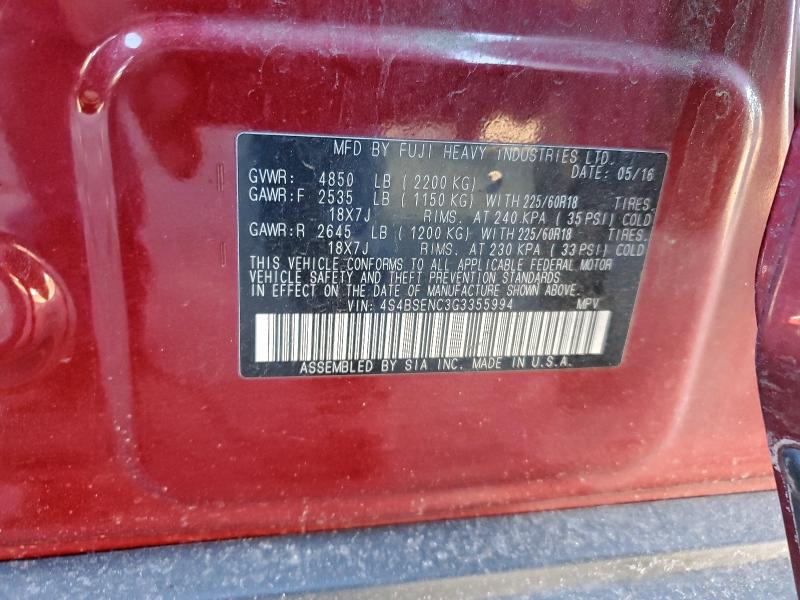 MFD BY FUJI HEAVY INDUSTRIES LTD.
DATE: 05/16
GVWR: 4850 LB ( 2200 KG)
GAWR:F 2535 LB ( 1150 KG) WITH 225/60R18 TIRES.
18X7J RIMS. AT 240 KPA ( 35 PSI) COLD
GAWR:R 2645 LB ( 1200 KG) WITH 225/60R18 TIRES.
18X7J RIMS. AT 230 KPA ( 33 PSI) COLD
THIS VEHICLE CONFORMS TO ALL APPLICABLE FEDERAL MOTOR
VEHICLE SAFETY AND THEFT PREVENTION STANDARDS
IN EFFECT ON THE DATE OF MANUFACTURE SHOWN ABOVE.
VIN: 4S4BSENC3G3355994 MPV
ASSEMBLED BY SIA INC. MADE IN U.S.A.